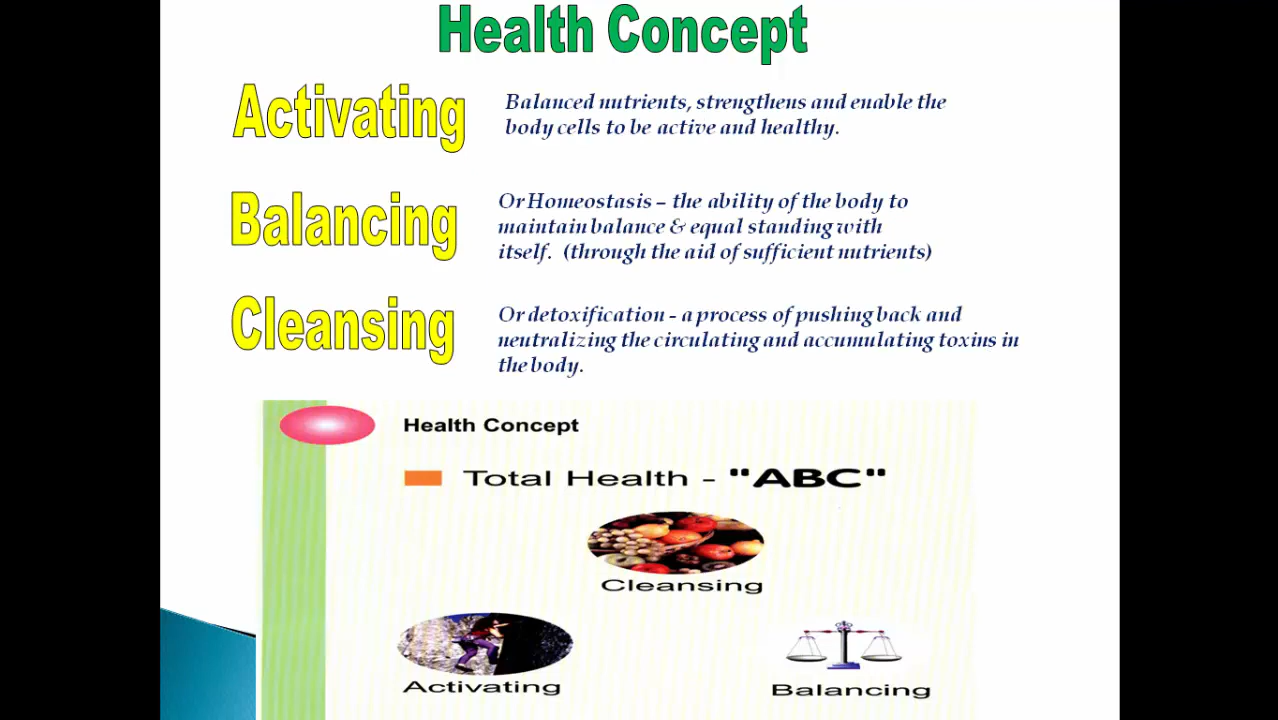 Health Concept
Activating
Balanced nutrients, strengthens and enable the
body cells to be active and healthy.
Balancing
Or Homeostasis – the ability of the body to
maintain balance & equal standing with
itself. (through the aid of sufficient nutrients)
Cleansing
Or detoxification - a process of pushing back and
neutralizing the circulating and accumulating toxins in
the body.
Health Concept
Total Health - "ABC"
Cleansing
Activating
Balancing